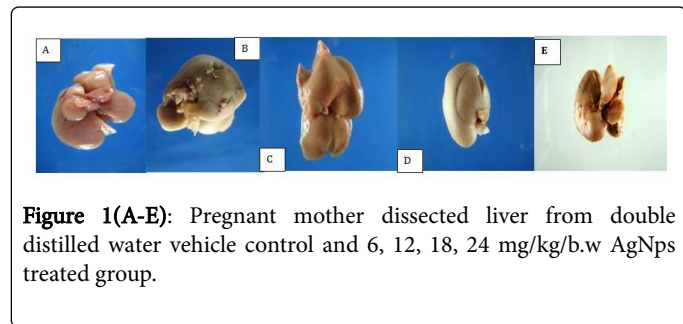 A
B
C
D
E
Figure 1(A-E): Pregnant mother dissected liver from double
distilled water vehicle control and 6, 12, 18, 24 mg/kg/b.w AgNps
treated group.